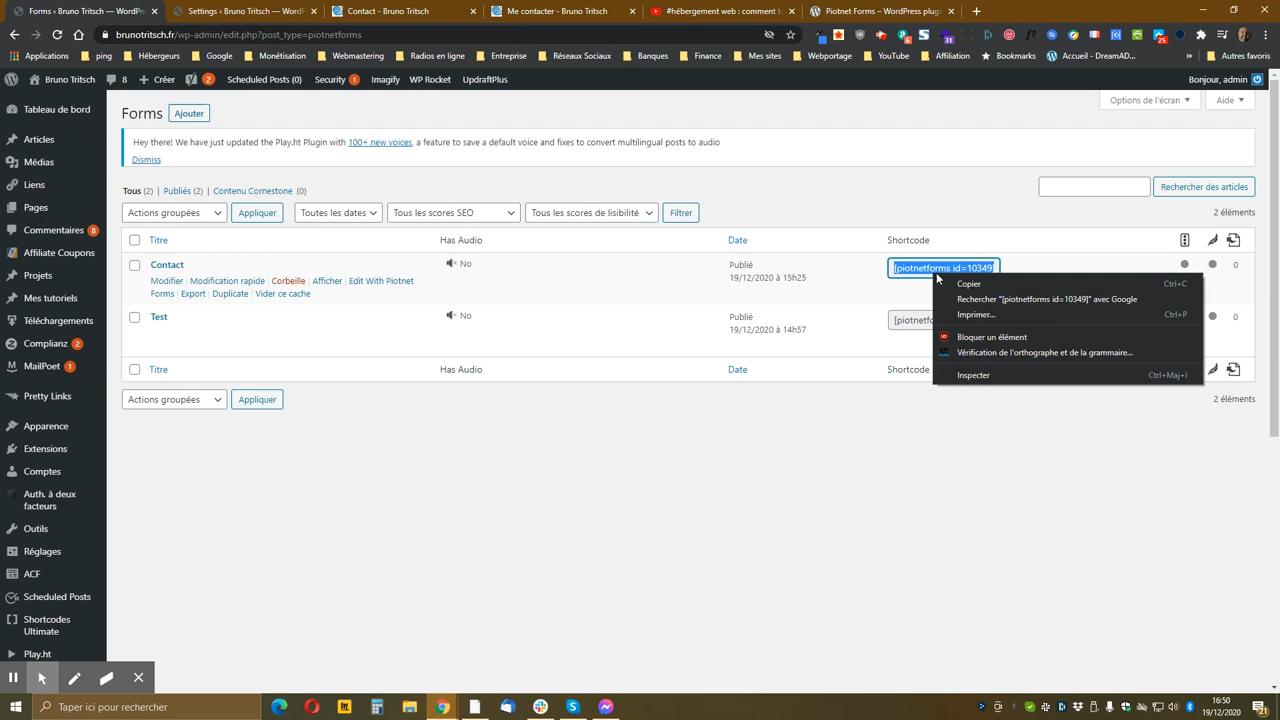 Forms ‹ Bruno Tritsch — WordPr
Settings ‹ Bruno Tritsch — WordP
Contact - Bruno Tritsch
Me contacter - Bruno Tritsch
#hébergement web : comment t
Piotnet Forms – WordPress plugin
brunotritsch.fr/wp-admin/edit.php?post_type=piotnetforms
Applications ping Hébergeurs Google Monétisation Webmastering Radios en ligne Entreprise Réseaux Sociaux Banques Finance Mes sites Webportage YouTube Affiliation Bookmarks Accueil - DreamAD... » Autres favoris
Bruno Tritsch 8 Créer 2 Scheduled Posts (0) Security 1 Imagify WP Rocket UpdraftPlus Bonjour, admin
Options de l'écran Aide
Forms Ajouter
Hey there! We have just updated the Play.ht Plugin with 100+ new voices, a feature to save a default voice and fixes to convert multilingual posts to audio
Dismiss
Tous (2) | Publiés (2) | Contenu Cornestone (0)
Rechercher des articles
Actions groupées Appliquer Toutes les dates Tous les scores SEO Tous les scores de lisibilité Filtrer
2 éléments
Titre Has Audio Date Shortcode
Contact No Publié [piotnetforms id=10349] 0
19/12/2020 à 15h25
Modifier | Modification rapide | Corbeille | Afficher | Edit With Piotnet
Forms | Export | Duplicate | Vider ce cache
Test No Publié [piotnetfo 0
19/12/2020 à 14h57
Titre Has Audio Date Shortcode
Actions groupées Appliquer
2 éléments
Copier Ctrl+C
Rechercher "[piotnetforms id=10349]" avec Google
Imprimer... Ctrl+P
Bloquer un élément
Vérification de l'orthographe et de la grammaire...
Inspecter Ctrl+Maj+I
Tableau de bord
Articles
Médias
Liens
Pages
Commentaires 8
Affiliate Coupons
Projets
Mes tutoriels
Téléchargements
Complianz 2
MailPoet 1
Pretty Links
Apparence
Extensions
Comptes
Auth. à deux
facteurs
Outils
Réglages
ACF
Scheduled Posts
Shortcodes
Ultimate
Play.ht
Taper ici pour rechercher
16:50
19/12/2020
21